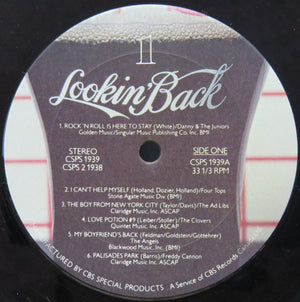 1
Lookin' Back
1. ROCK 'N ROLL IS HERE TO STAY (White)/Danny & The Juniors
Golden Music/Singular Music Publishing Co. Inc. BMI
STEREO
CSPS 1939
CSPS 2 1938
SIDE ONE
CSPS 1939A
33 1/3 RPM
2. I CAN'T HELP MYSELF (Holland, Dozier, Holland)/Four Tops
Stone Agate Music Div (BMI)
3. THE BOY FROM NEW YORK CITY (Taylor/Davis)/The Ad Libs
Claridge Music, Inc. ASCAP
4. LOVE POTION #9 (Leiber/Stoller)/The Clovers
Quintet Music, Inc. ASCAP
5. MY BOYFRIEND'S BACK (Feldman/Goldstein/Gottehrer)
The Angels
Blackwood Music, Inc. (BMI)
6. PALISADES PARK (Barris)/Freddy Cannon
Claridge Music, Inc. ASCAP
BY CBS SPECIAL PRODUCTS • A Service of CBS Records